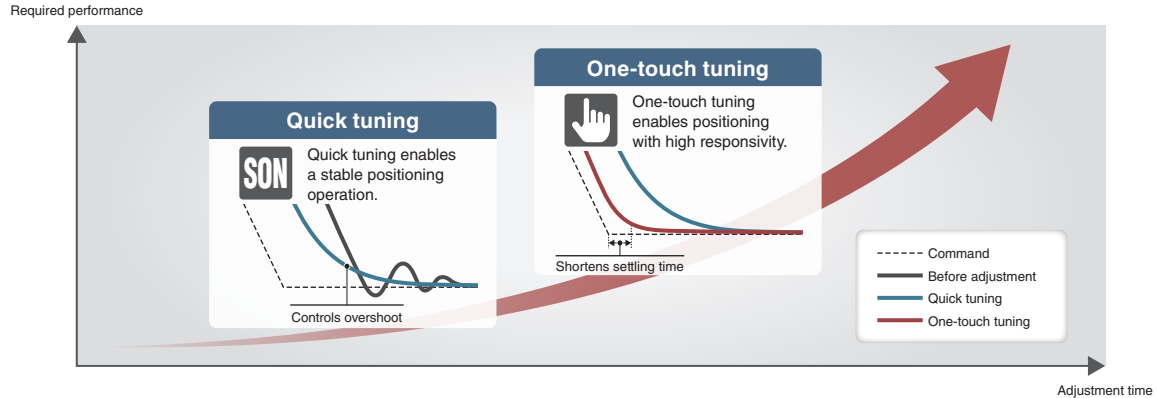 Required performance
One-touch tuning
One-touch tuning
enables positioning
with high responsivity.
Shortens settling time
Quick tuning
SON
Quick tuning enables
a stable positioning
operation.
Controls overshoot
Command
Before adjustment
Quick tuning
One-touch tuning
Adjustment time